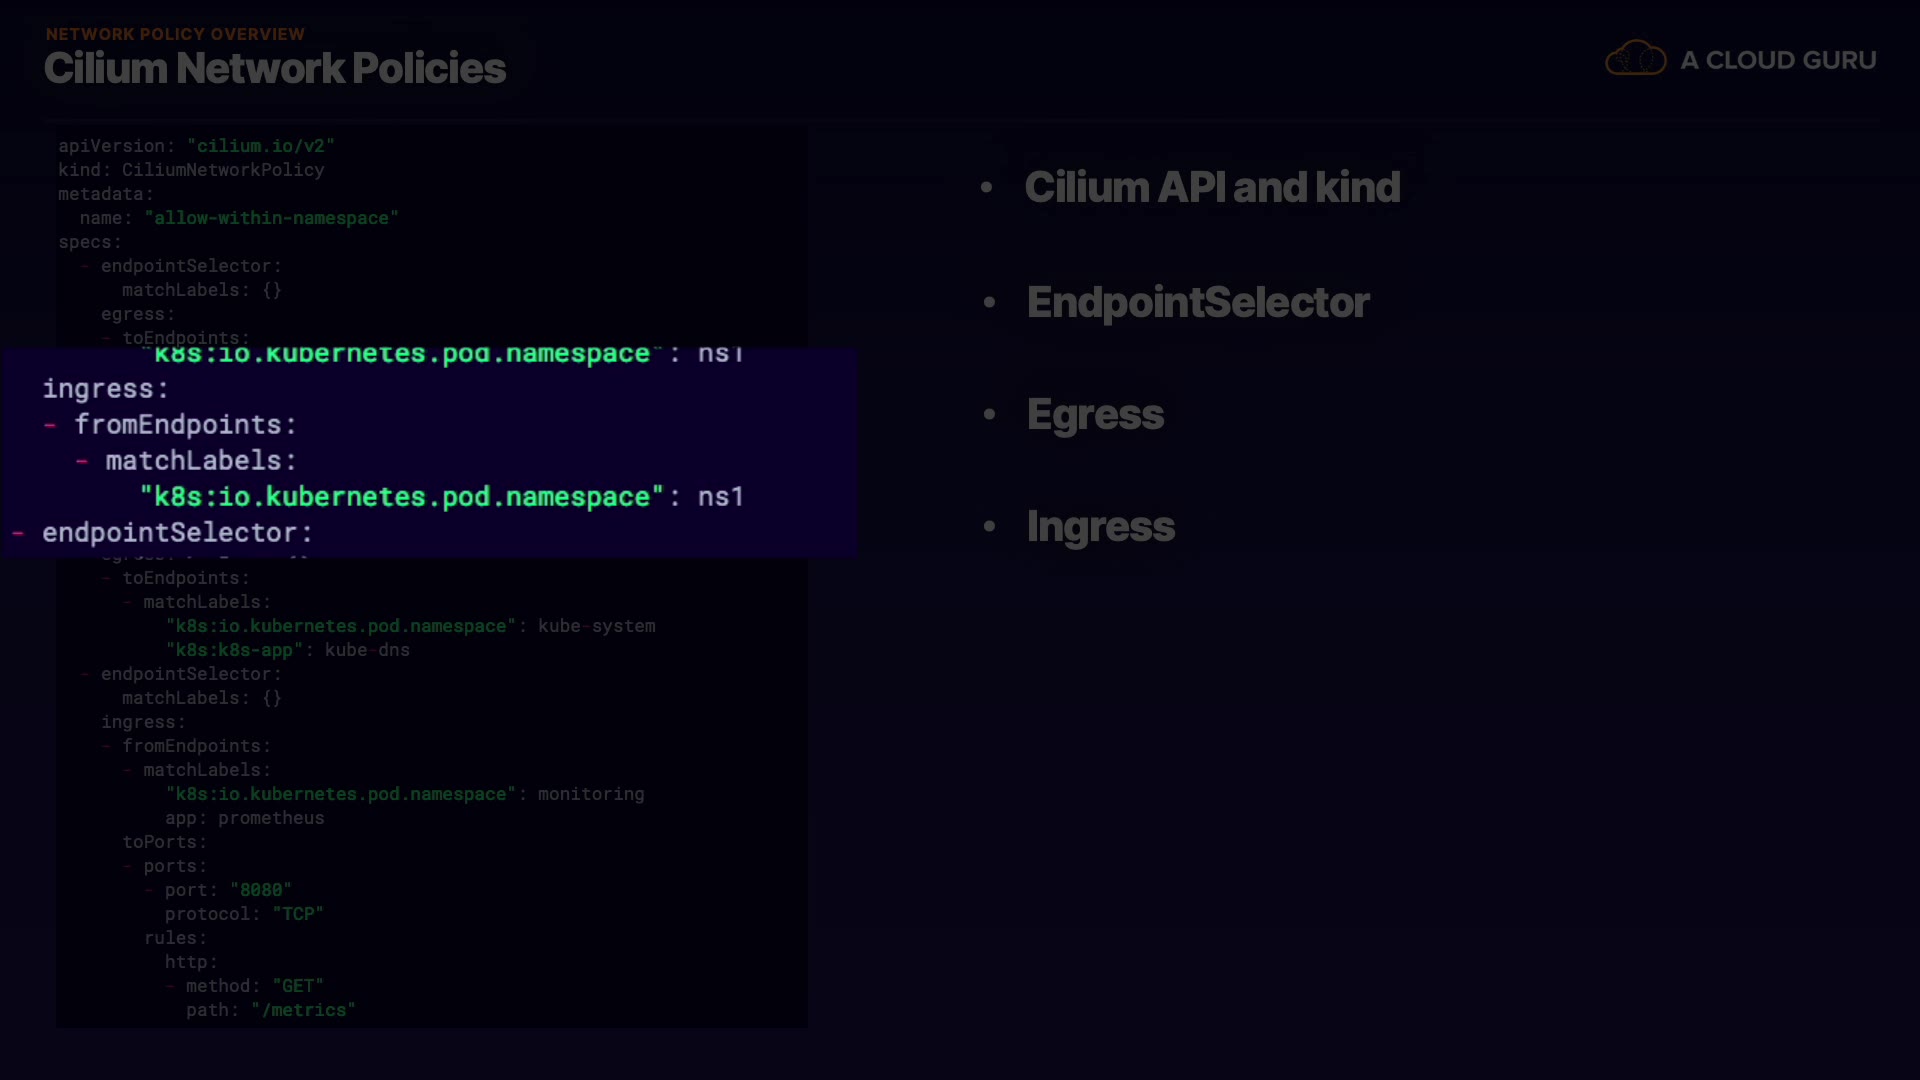 NETWORK POLICY OVERVIEW
Cilium Network Policies
A CLOUD GURU
apiVersion: "cilium.io/v2"
kind: CiliumNetworkPolicy
metadata:
  name: "allow-within-namespace"
specs:
  - endpointSelector:
      matchLabels: {}
    egress:
    - toEndpoints:
"k8s:io.kubernetes.pod.namespace": ns1
ingress:
- fromEndpoints:
  - matchLabels:
      "k8s:io.kubernetes.pod.namespace": ns1
- endpointSelector:
    egress:
    - toEndpoints:
      - matchLabels:
          "k8s:io.kubernetes.pod.namespace": kube-system
          "k8s:k8s-app": kube-dns
  - endpointSelector:
      matchLabels: {}
    ingress:
    - fromEndpoints:
      - matchLabels:
          "k8s:io.kubernetes.pod.namespace": monitoring
          app: prometheus
      toPorts:
      - ports:
        - port: "8080"
          protocol: "TCP"
        rules:
          http:
          - method: "GET"
            path: "/metrics"
• Cilium API and kind
• EndpointSelector
• Egress
• Ingress